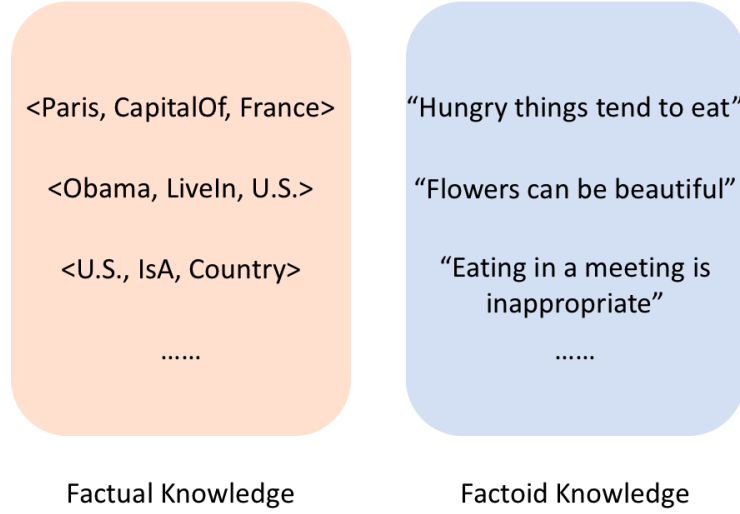 <Paris, CapitalOf, France>
<Obama, LiveIn, U.S.>
<U.S., IsA, Country>
......
Factual Knowledge
“Hungry things tend to eat”
“Flowers can be beautiful”
“Eating in a meeting is
inappropriate”
......
Factoid Knowledge